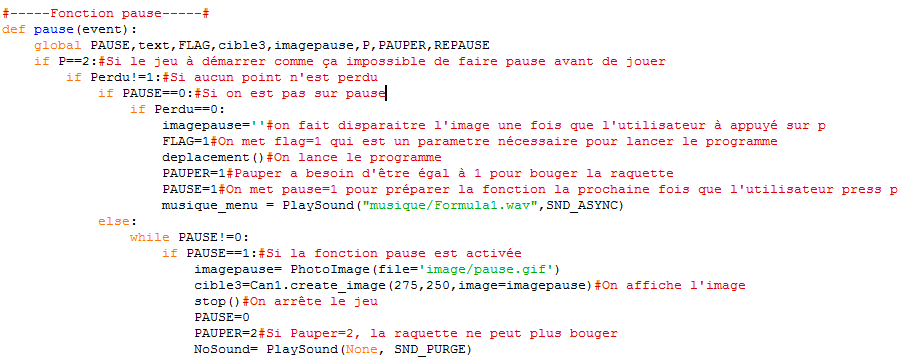 #-----Fonction pause-----#
def pause(event):
    global PAUSE,text,FLAG,cible3,imagepause,P,PAUPER,REPAUSE
    if P==2:#Si le jeu à démarrer comme ça impossible de faire pause avant de jouer
        if Perdu!=1:#Si aucun point n'est perdu
            if PAUSE==0:#Si on est pas sur pause
                if Perdu==0:
                    imagepause=''#on fait disparaitre l'image une fois que l'utilisateur à appuyé sur p
                    FLAG=1#On met flag=1 qui est un parametre nécessaire pour lancer le programme
                    deplacement()#On lance le programme
                    PAUPER=1#Pauper a besoin d'être égal à 1 pour bouger la raquette
                    PAUSE=1#On met pause=1 pour préparer la fonction la prochaine fois que l'utilisateur press p
                    musique_menu = PlaySound("musique/Formula1.wav",SND_ASYNC)
            else:
                while PAUSE!=0:
                    if PAUSE==1:#Si la fonction pause est activée
                        imagepause= PhotoImage(file='image/pause.gif')
                        cible3=Can1.create_image(275,250,image=imagepause)#On affiche l'image
                        stop()#On arrête le jeu
                        PAUSE=0
                        PAUPER=2#Si Pauper=2, la raquette ne peut plus bouger
                        NoSound= PlaySound(None, SND_PURGE)